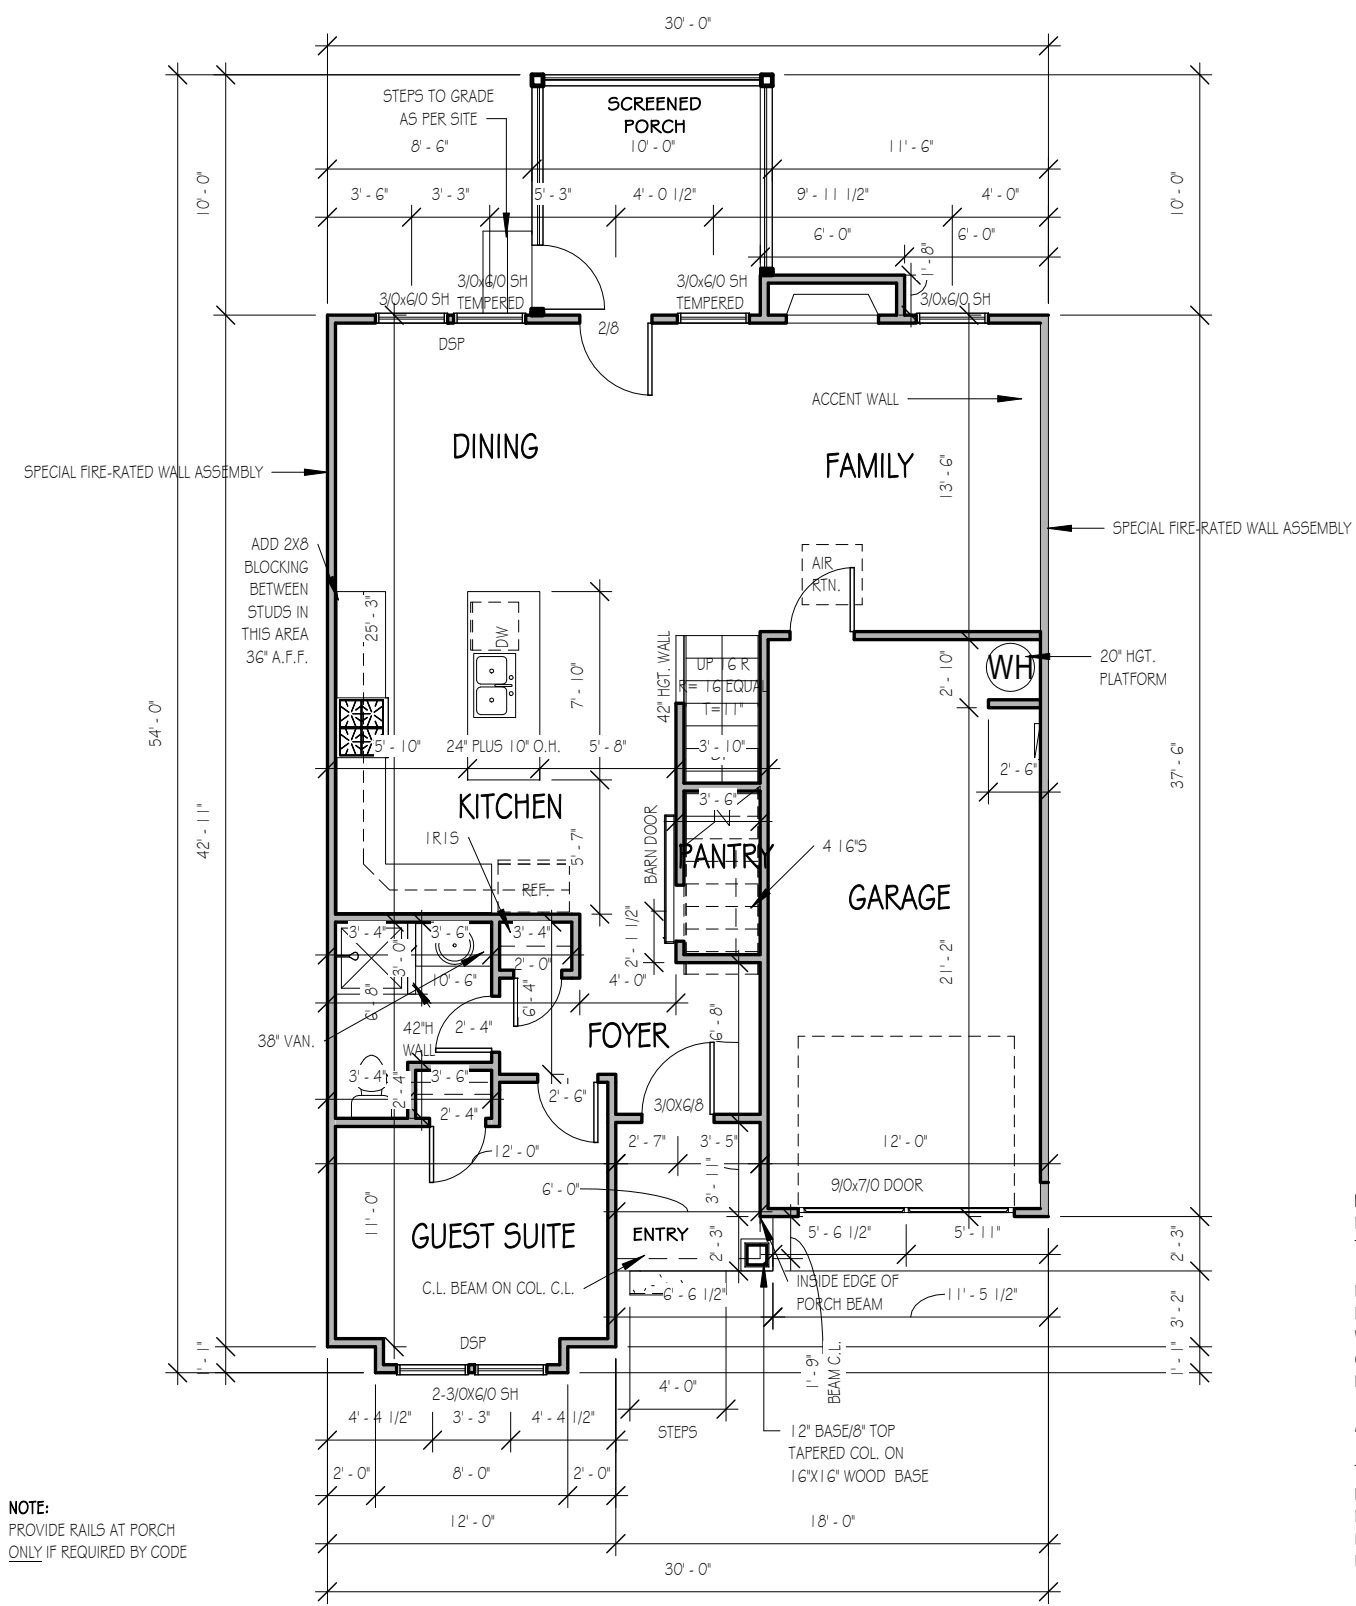 30' - 0"
STEPS TO GRADE
AS PER SITE
SCREENED
PORCH
8' - 6"
10' - 0"
11' - 6"
10' - 0"
3' - 6"
3' - 3"
5' - 3"
4' - 0 1/2"
9' - 11 1/2"
4' - 0"
10' - 0"
6' - 0"
6' - 0"
1' - 8"
3/0x6/0 SH
3/0x6/0 SH
TEMPERED
3/0x6/0 SH
TEMPERED
3/0x6/0 SH
2/8
DSP
ACCENT WALL
DINING
FAMILY
13' - 6"
SPECIAL FIRE-RATED WALL ASSEMBLY
SPECIAL FIRE-RATED WALL ASSEMBLY
ADD 2X8
BLOCKING
BETWEEN
STUDS IN
THIS AREA
36" A.F.F.
AIR
RTN.
25' - 3"
DW
42" HGT. WALL
UP 16 R
R= 16 EQUAL
T=11"
2' - 10"
WH
20" HGT.
PLATFORM
7' - 10"
54' - 0"
5' - 10"
24" PLUS 10" O.H.
5' - 8"
3' - 10"
2' - 6"
37' - 6"
KITCHEN
3' - 6"
42' - 11"
1R1S
5' - 7"
BARN DOOR
PANTRY
4 16"S
REF.
GARAGE
3' - 4"
3' - 6"
3' - 4"
2' - 1 1/2"
3' - 0"
2' - 0"
21' - 2"
10' - 6"
4' - 0"
6' - 8"
6' - 4"
38" VAN.
42"H
WALL
2' - 4"
FOYER
6' - 8"
3' - 4"
2' - 4"
3' - 6"
2' - 4"
2' - 6"
3/0X6/8
12' - 0"
2' - 7"
3' - 5"
12' - 0"
3' - 11"
6' - 0"
9/0x7/0 DOOR
11' - 0"
GUEST SUITE
ENTRY
2' - 3"
5' - 6 1/2"
5' - 11"
2' - 3"
C.L. BEAM ON COL. C.L.
6' - 6 1/2"
INSIDE EDGE OF
PORCH BEAM
11' - 5 1/2"
3' - 2"
DSP
1' - 1"
1' - 1"
1' - 9"
BEAM C.L.
2-3/0X6/0 SH
4' - 0"
4' - 4 1/2"
3' - 3"
4' - 4 1/2"
STEPS
12" BASE/8" TOP
TAPERED COL. ON
16"X16" WOOD BASE
2' - 0"
8' - 0"
2' - 0"
NOTE:
PROVIDE RAILS AT PORCH
ONLY IF REQUIRED BY CODE
12' - 0"
18' - 0"
30' - 0"